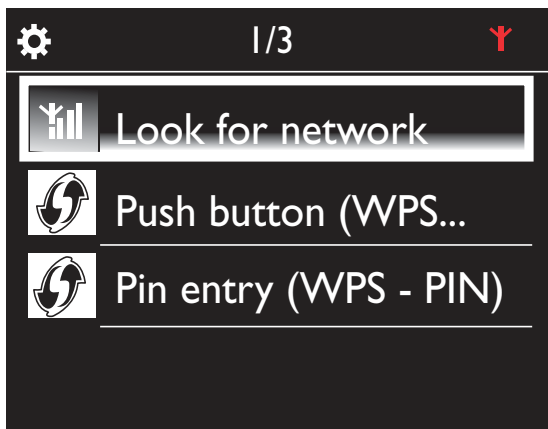 1/3
Look for network
Push button (WPS...
Pin entry (WPS - PIN)